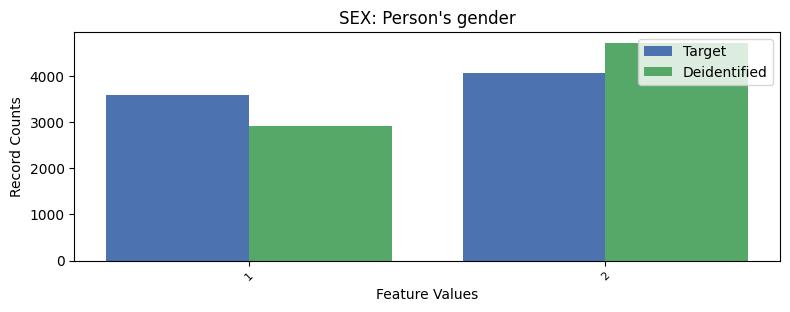 SEX: Person's gender
Target
Deidentified
Record Counts
4000
3000
2000
1000
0
1
2
Feature Values